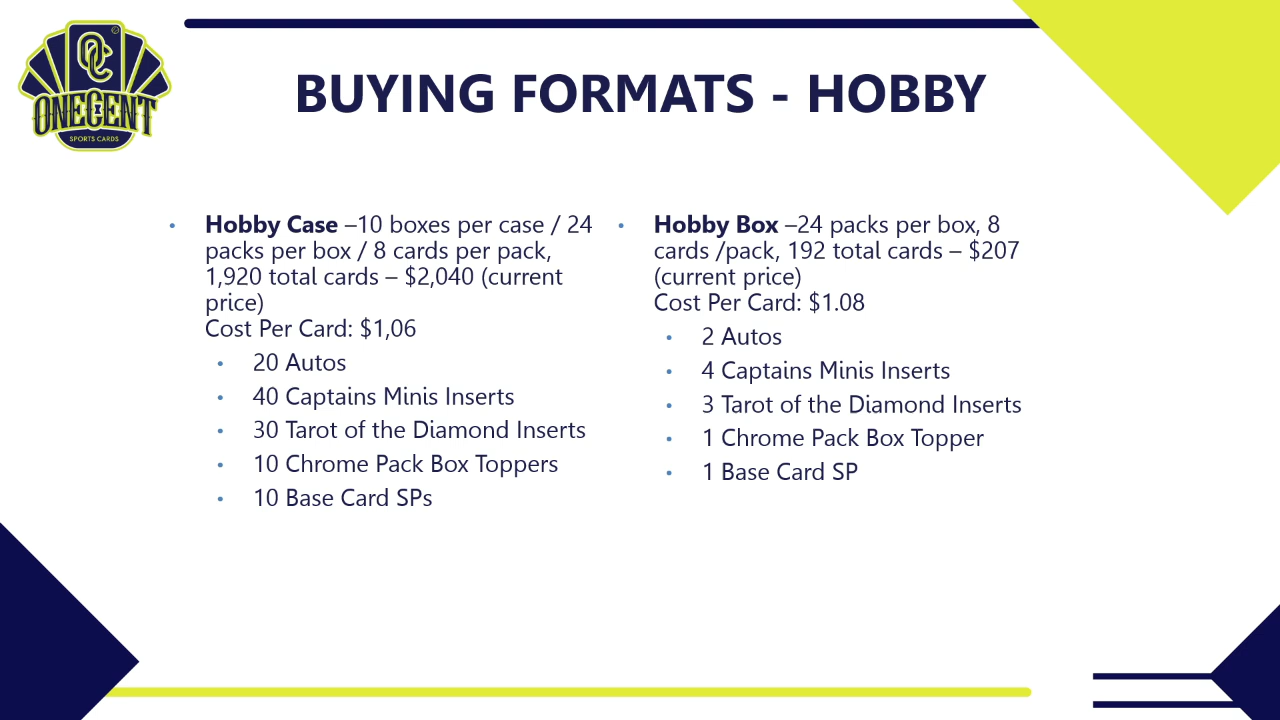 OC
ONECENT
SPORTS CARDS
BUYING FORMATS - HOBBY
• Hobby Case –10 boxes per case / 24
packs per box / 8 cards per pack,
1,920 total cards – $2,040 (current
price)
Cost Per Card: $1,06
• 20 Autos
• 40 Captains Minis Inserts
• 30 Tarot of the Diamond Inserts
• 10 Chrome Pack Box Toppers
• 10 Base Card SPs
• Hobby Box –24 packs per box, 8
cards /pack, 192 total cards – $207
(current price)
Cost Per Card: $1.08
• 2 Autos
• 4 Captains Minis Inserts
• 3 Tarot of the Diamond Inserts
• 1 Chrome Pack Box Topper
• 1 Base Card SP